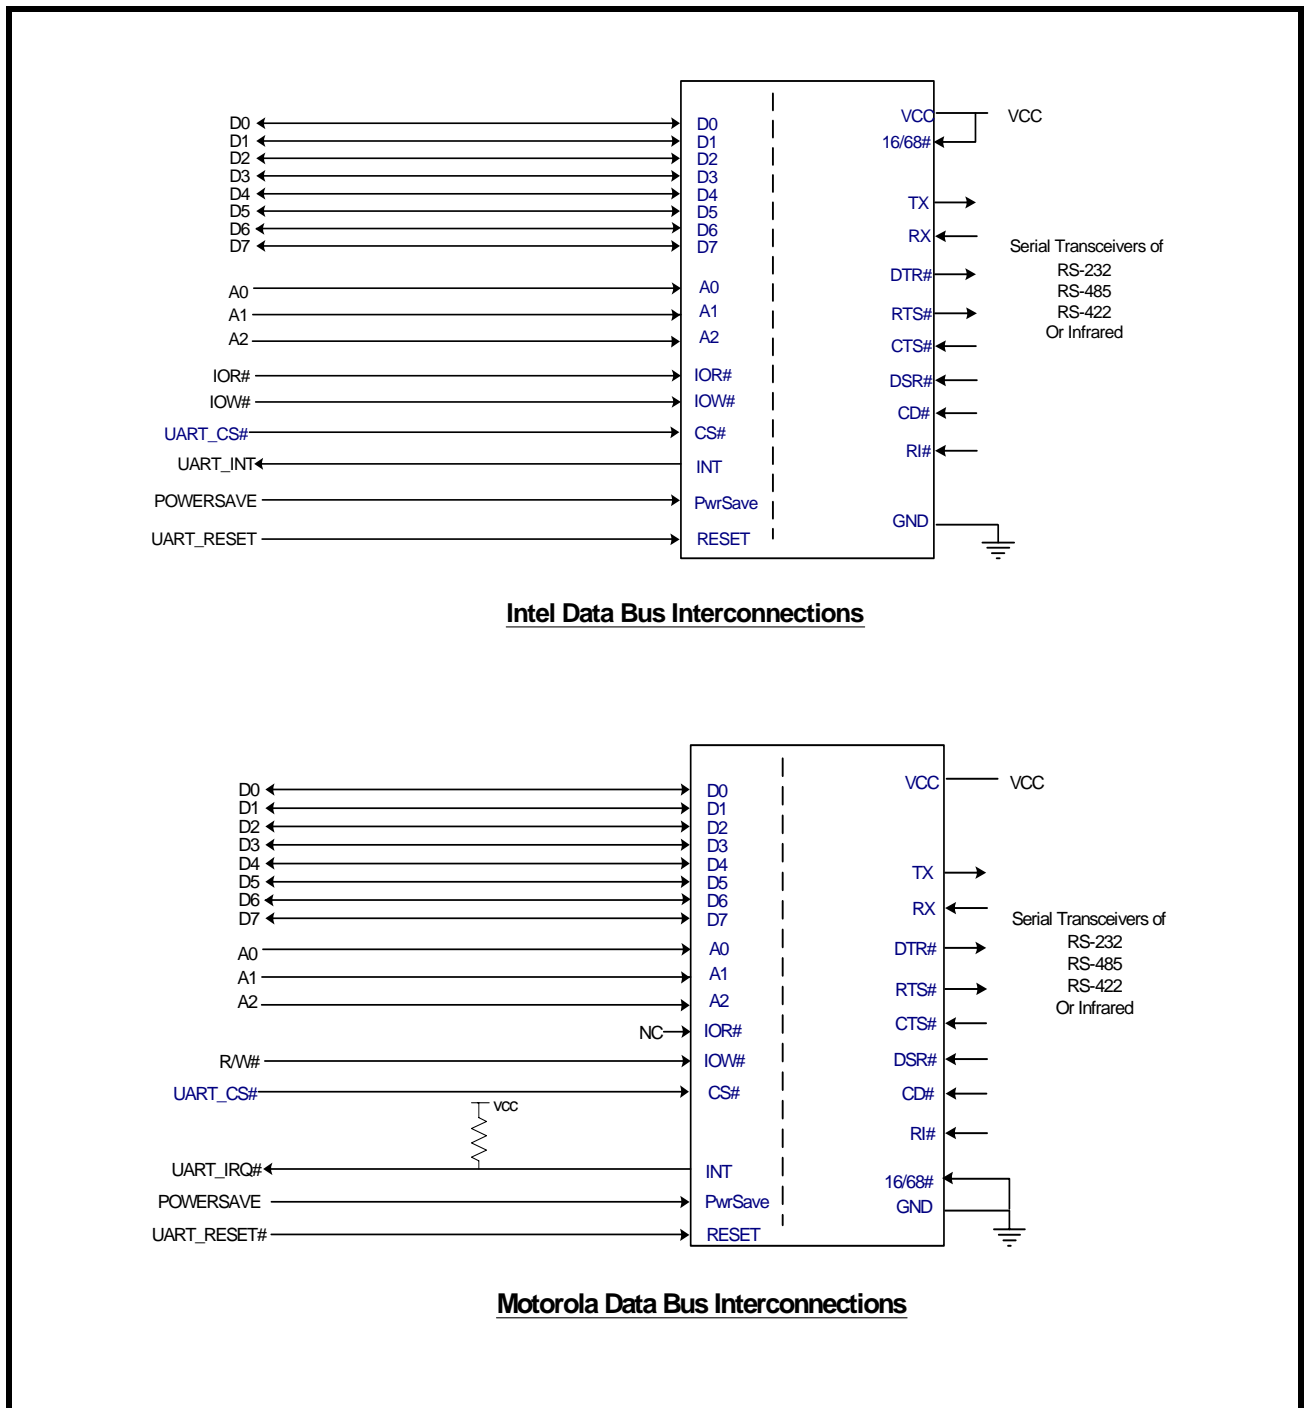 D0 D0 VCC VCC
D1 D1 16/68#
D2 D2
D3 D3
D4 D4
D5 D5 TX
D6 D6 RX
D7 D7 Serial Transceivers of
A0 A0 DTR# RS-232
RS-485
A1 A1 RTS# RS-422
A2 A2 CTS# Or Infrared
IOR# IOR# DSR#
IOW# IOW# CD#
UART_CS# CS#
UART_INT INT RI#
POWERSAVE PwrSave
GND
UART_RESET RESET
Intel Data Bus Interconnections
D0 D0 VCC VCC
D1 D1
D2 D2
D3 D3
D4 D4 TX
D5 D5
D6 D6 RX
D7 D7 Serial Transceivers of
A0 A0 DTR# RS-232
RS-485
A1 A1 RTS# RS-422
A2 A2 Or Infrared
NC IOR# CTS#
R/W# IOW# DSR#
UART_CS# CS# CD#
vcc
RI#
UART_IRQ# INT 16/68#
POWERSAVE PwrSave GND
UART_RESET# RESET
Motorola Data Bus Interconnections